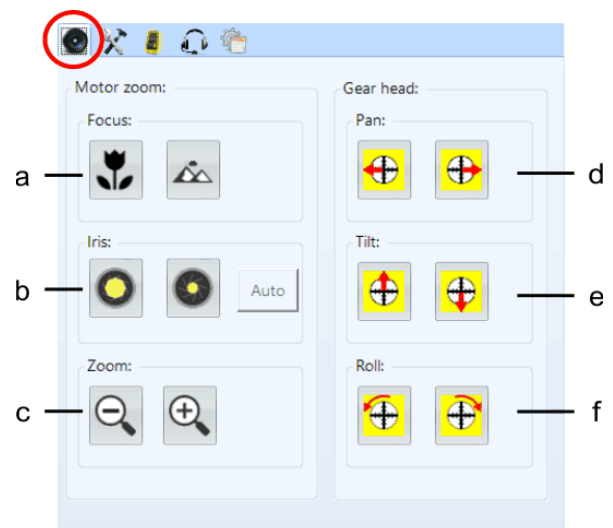 Motor zoom:
Gear head:
Focus:
Pan:
a
d
Iris:
Tilt:
b
Auto
e
Zoom:
Roll:
c
f